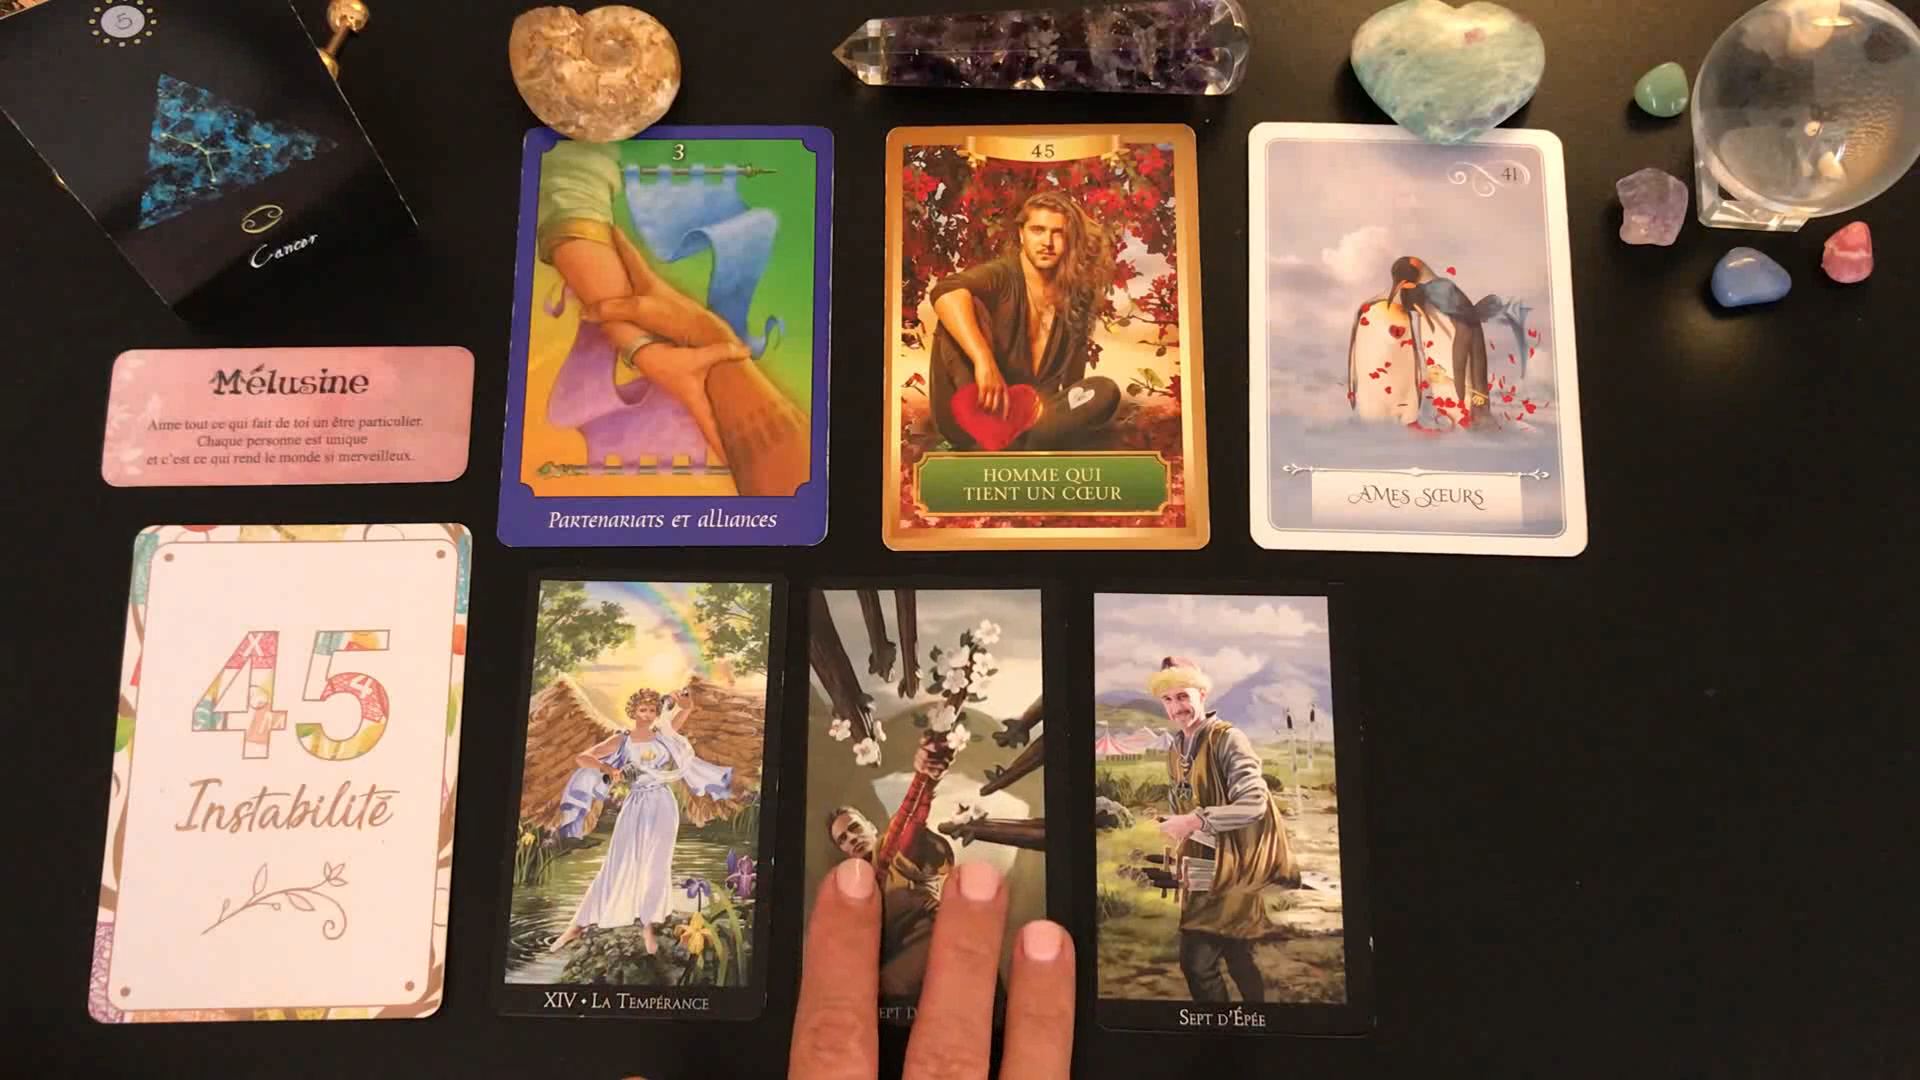 5
Cancer
Mélusine
Aime tout ce qui fait de toi un être particulier.
Chaque personne est unique
et c'est ce qui rend le monde si merveilleux.
3
Partenariats et alliances
45
HOMME QUI
TIENT UN CŒUR
41
Âmes Sœurs
45
Instabilité
XIV • La Tempérance
Sept d'Épée